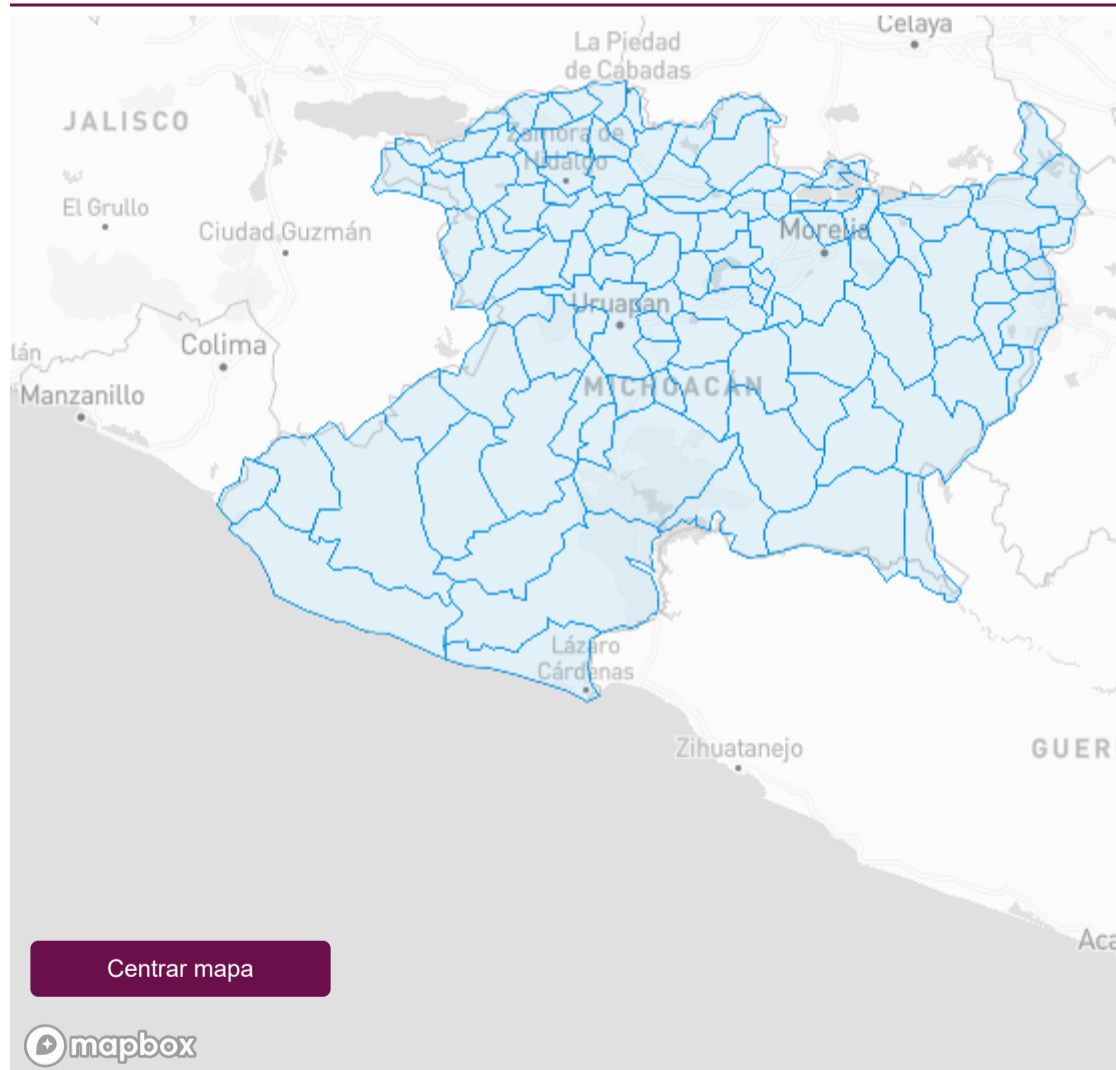 Celaya
La Piedad
de Cabadas
JALISCO
Zamora de
Hidalgo
El Grullo
Ciudad Guzmán
Morelia
Uruapan
Colima
lán
MICHOACÁN
Manzanillo
Lázaro
Cárdenas
Zihuatanejo
GUER
Aca
Centrar mapa
mapbox